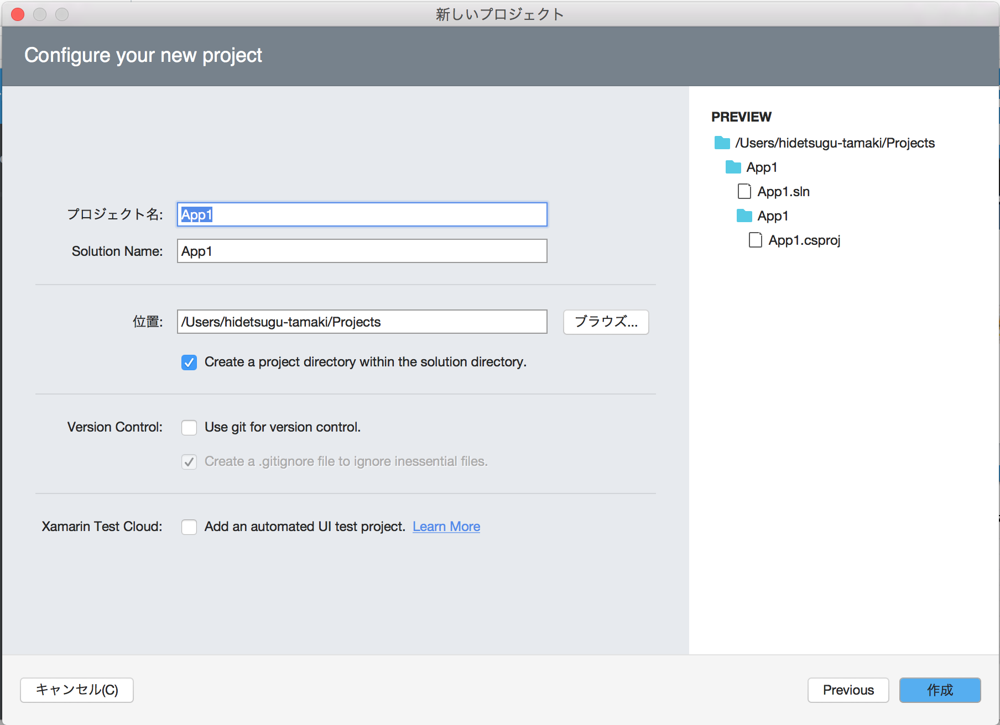 新しいプロジェクト
Configure your new project
プロジェクト名: App1
Solution Name: App1
位置: /Users/hidetsugu-tamaki/Projects ブラウズ...
Create a project directory within the solution directory.
Version Control: Use git for version control.
Create a .gitignore file to ignore inessential files.
Xamarin Test Cloud: Add an automated UI test project. Learn More
PREVIEW
/Users/hidetsugu-tamaki/Projects
App1
App1.sln
App1
App1.csproj
キャンセル(C) Previous 作成